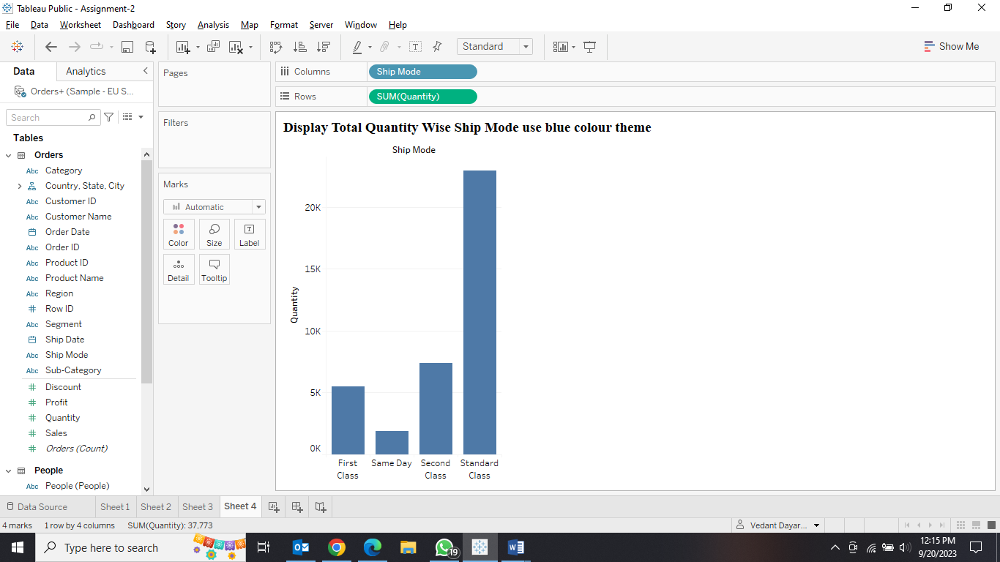 Tableau Public - Assignment-2
File Data Worksheet Dashboard Story Analysis Map Format Server Window Help
Standard
Show Me
Data Analytics
Orders+ (Sample - EU S...
Search
Tables
Orders
Abc Category
Country, State, City
Abc Customer ID
Abc Customer Name
Order Date
Abc Order ID
Abc Product ID
Abc Product Name
Abc Region
# Row ID
Abc Segment
Ship Date
Abc Ship Mode
Abc Sub-Category
# Discount
# Profit
# Quantity
# Sales
# Orders (Count)
People
Abc People (People)
Pages
Filters
Marks
Automatic
Color Size Label
Detail Tooltip
Columns Ship Mode
Rows SUM(Quantity)
Display Total Quantity Wise Ship Mode use blue colour theme
Ship Mode
20K
15K
10K
5K
0K
Quantity
First Class
Same Day
Second Class
Standard Class
Data Source Sheet 1 Sheet 2 Sheet 3 Sheet 4
4 marks 1 row by 4 columns SUM(Quantity): 37,773
Vedant Dayar...
Type here to search
19
12:15 PM
9/20/2023